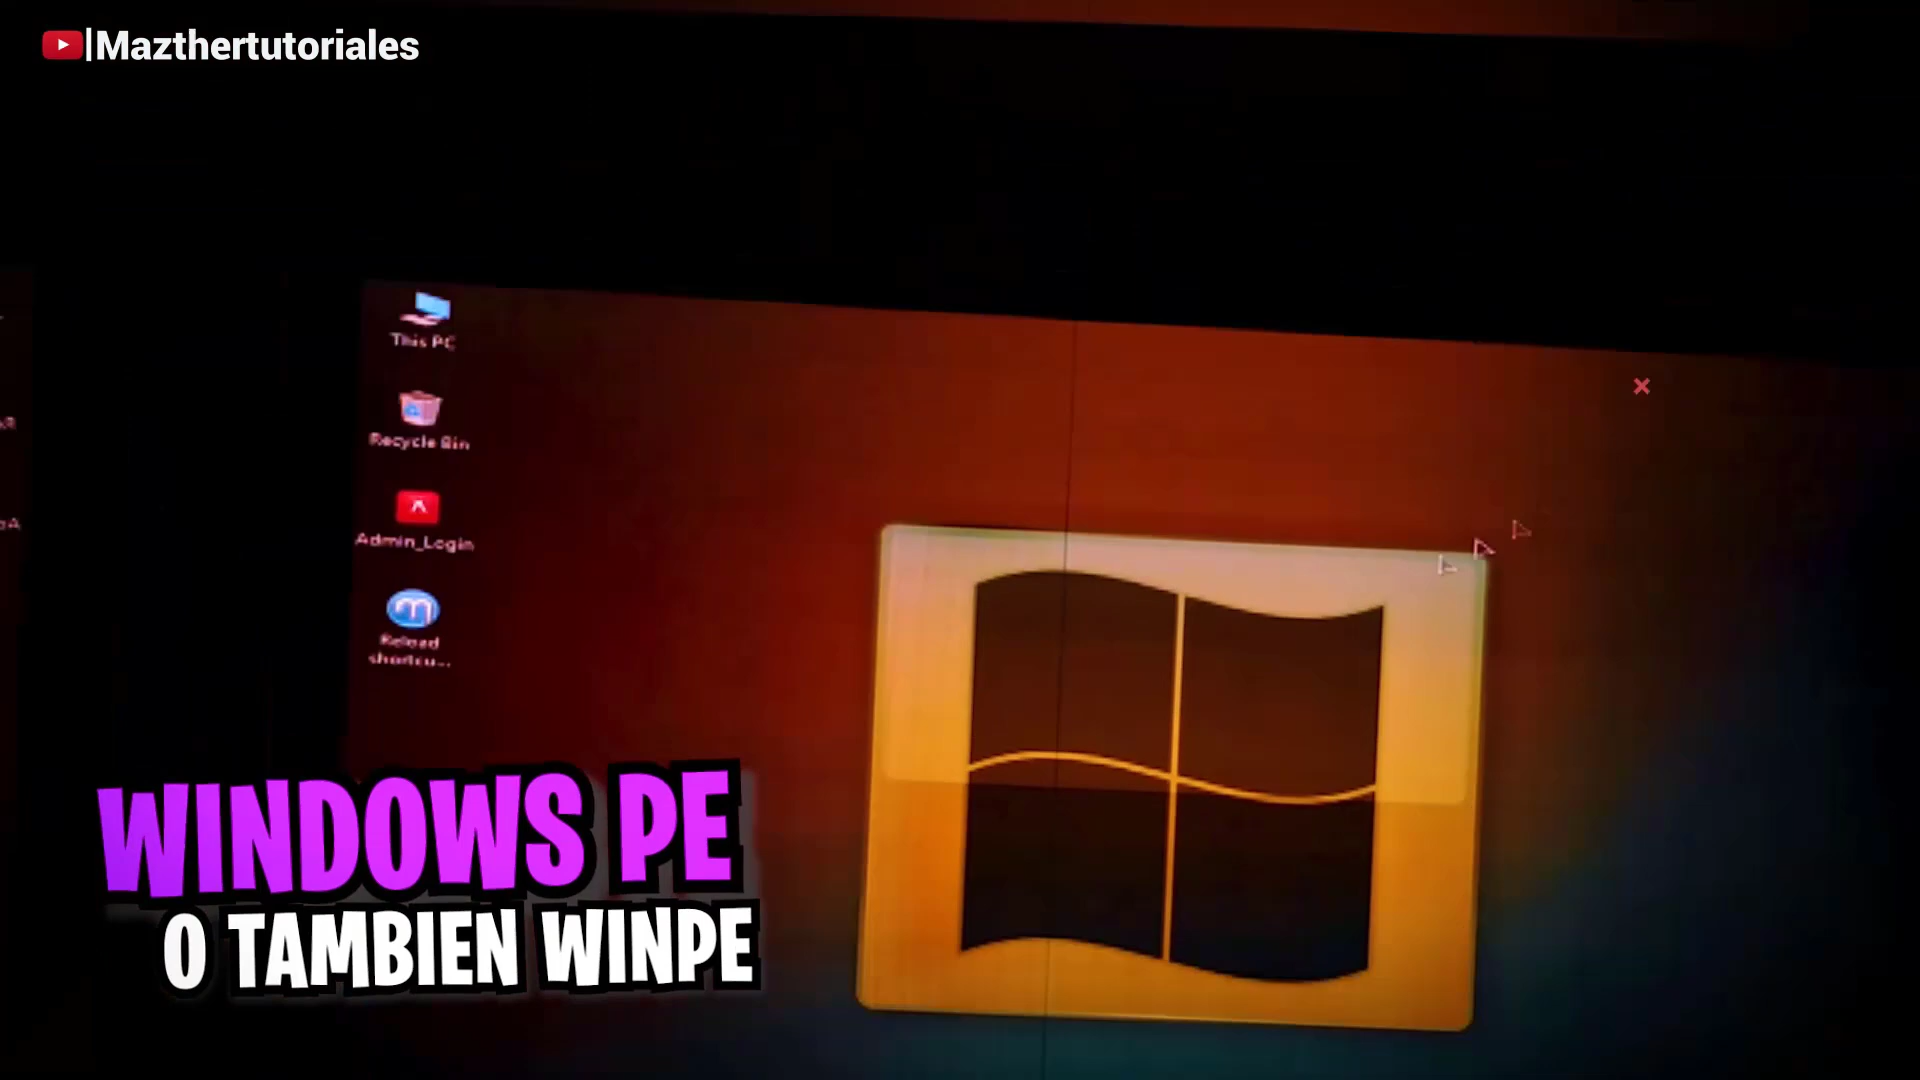 |Mazthertutoriales
This PC
Recycle Bin
Admin_Login
Reload
shortcu...
WINDOWS PE
O TAMBIEN WINPE